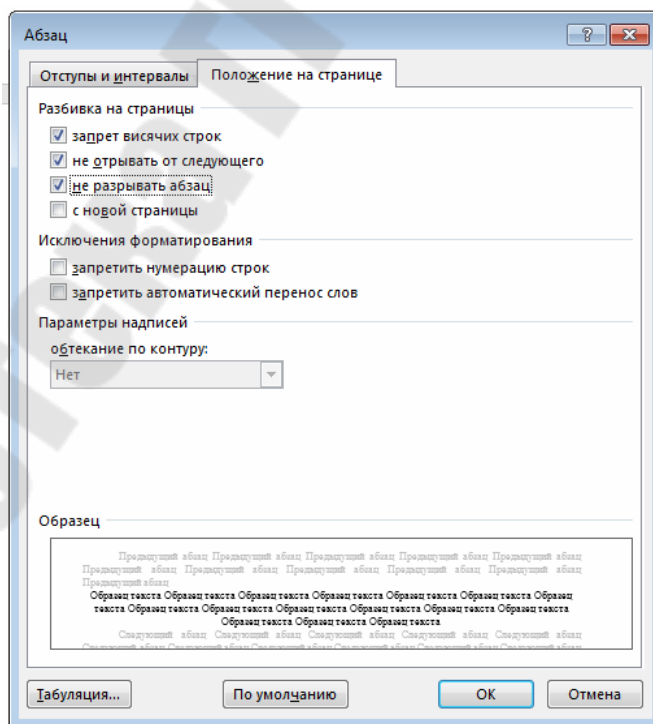 Абзац
Отступы и интервалы Положение на странице
Разбивка на страницы
запрет висячих строк
не отрывать от следующего
не разрывать абзац
с новой страницы
Исключения форматирования
запретить нумерацию строк
запретить автоматический перенос слов
Параметры надписей
обтекание по контуру:
Нет
Образец
Предыдущий абзац Предыдущий абзац Предыдущий абзац Предыдущий абзац Предыдущий абзац
Предыдущий абзац Предыдущий абзац Предыдущий абзац Предыдущий абзац Предыдущий абзац
Предыдущий абзац
Образец текста Образец текста Образец текста Образец текста Образец текста Образец
текста Образец текста Образец текста Образец текста Образец текста Образец текста
Образец текста Образец текста Образец текста
Следующий абзац Следующий абзац Следующий абзац Следующий абзац Следующий абзац
Табуляция... По умолчанию ОК Отмена